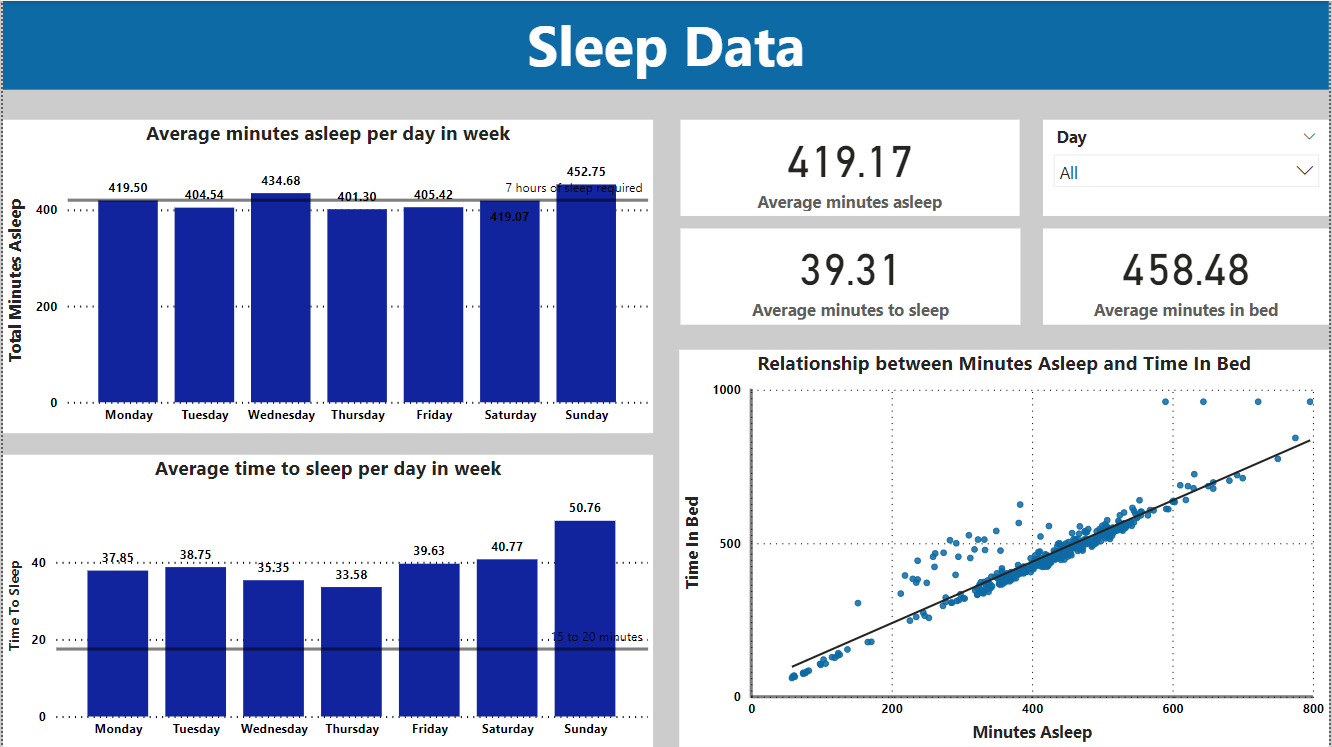 Sleep Data
Average minutes asleep per day in week
Total Minutes Asleep
400
200
0
419.50
404.54
434.68
401.30
405.42
419.07
452.75
7 hours of sleep required
Monday
Tuesday
Wednesday
Thursday
Friday
Saturday
Sunday
419.17
Average minutes asleep
Day
All
39.31
Average minutes to sleep
458.48
Average minutes in bed
Average time to sleep per day in week
Time To Sleep
40
20
0
37.85
38.75
35.35
33.58
39.63
40.77
50.76
15 to 20 minutes
Monday
Tuesday
Wednesday
Thursday
Friday
Saturday
Sunday
Relationship between Minutes Asleep and Time In Bed
Time In Bed
1000
500
0
0
200
400
600
800
Minutes Asleep